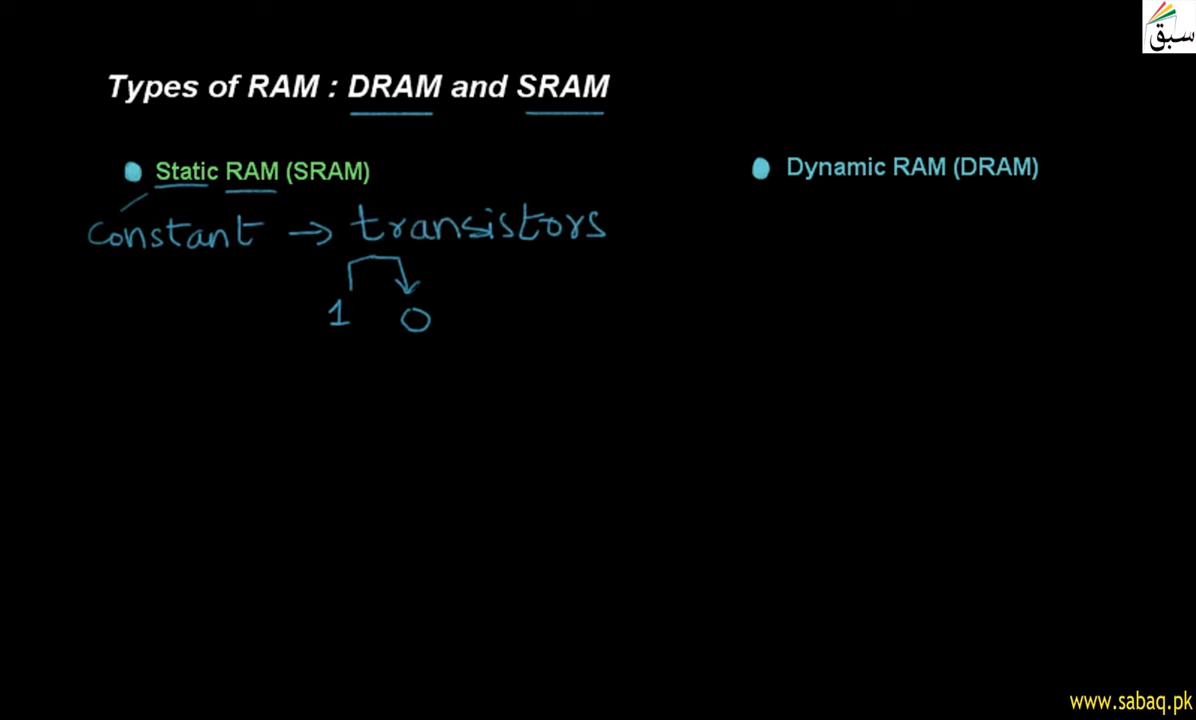 سبق
Types of RAM : DRAM and SRAM
Static RAM (SRAM)
constant → transistors
1 0
Dynamic RAM (DRAM)
www.sabaq.pk